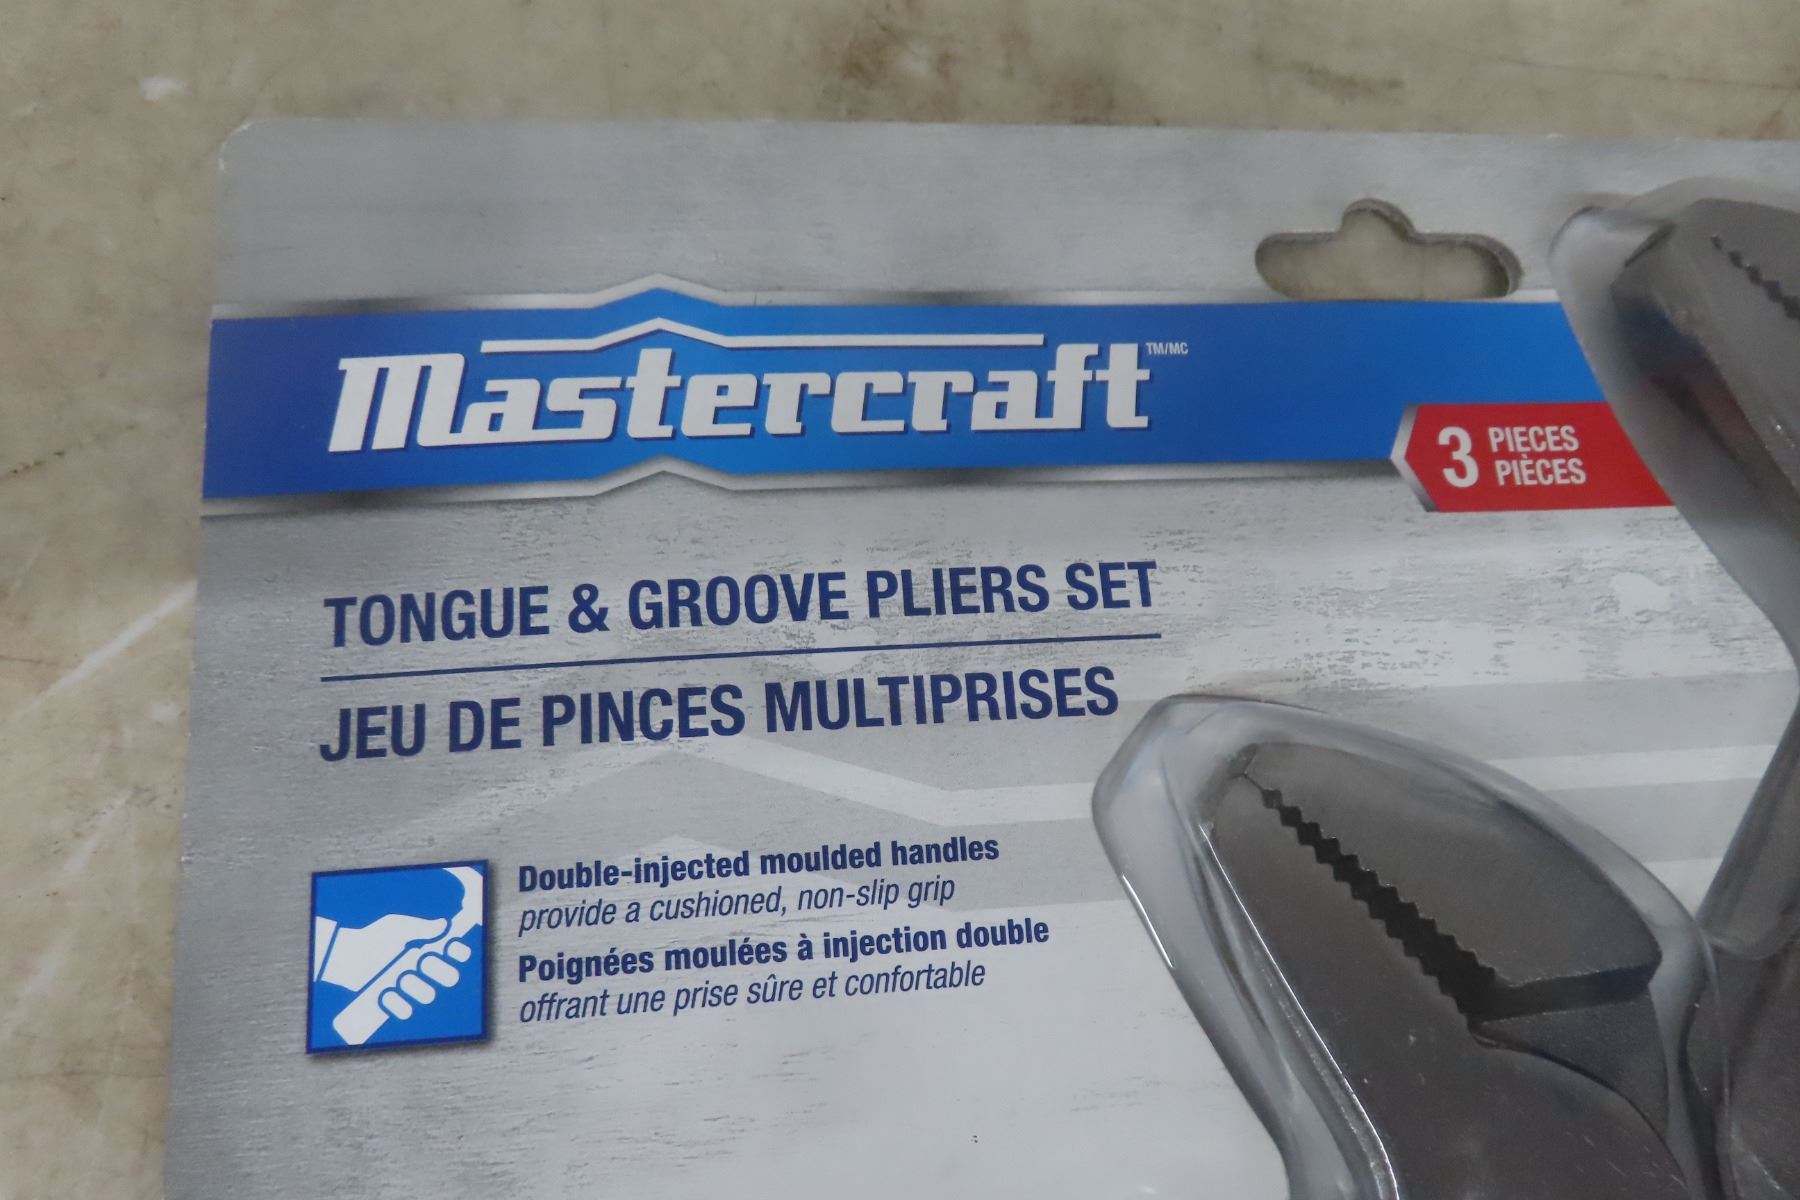 Mastercraft TM/MC
3 PIECES
PIÈCES
TONGUE & GROOVE PLIERS SET
JEU DE PINCES MULTIPRISES
Double-injected moulded handles
provide a cushioned, non-slip grip
Poignées moulées à injection double
offrant une prise sûre et confortable